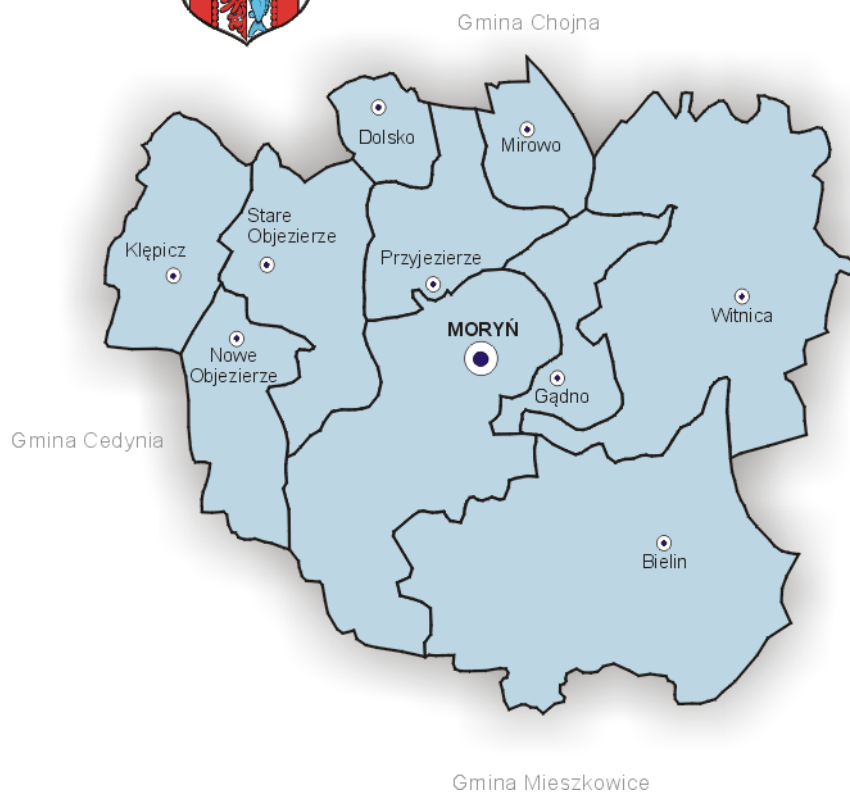 Gmina Chojna
Dolsko
Mirowo
Stare
Objezierze
Klępicz
Przyjezierze
Witnica
MORYŃ
Nowe
Objezierze
Gądno
Gmina Cedynia
Bielin
Gmina Mieszkowice